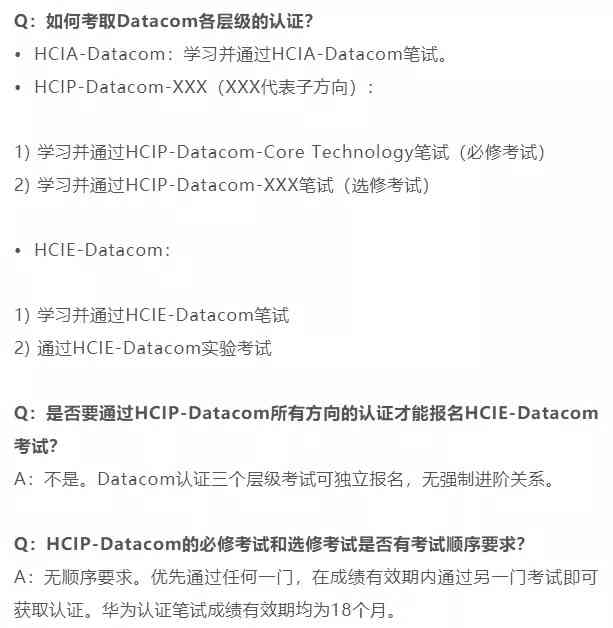 Q：如何考取Datacom各层级的认证？
• HCIA-Datacom：学习并通过HCIA-Datacom笔试。
• HCIP-Datacom-XXX（XXX代表子方向）：
1) 学习并通过HCIP-Datacom-Core Technology笔试（必修考试）
2) 学习并通过HCIP-Datacom-XXX笔试（选修考试）
• HCIE-Datacom：
1) 学习并通过HCIE-Datacom笔试
2) 通过HCIE-Datacom实验考试
Q：是否要通过HCIP-Datacom所有方向的认证才能报名HCIE-Datacom
考试？
A：不是。Datacom认证三个层级考试可独立报名，无强制进阶关系。
Q：HCIP-Datacom的必修考试和选修考试是否有考试顺序要求？
A：无顺序要求。优先通过任何一门，在成绩有效期内通过另一门考试即可
获取认证。华为认证笔试成绩有效期均为18个月。